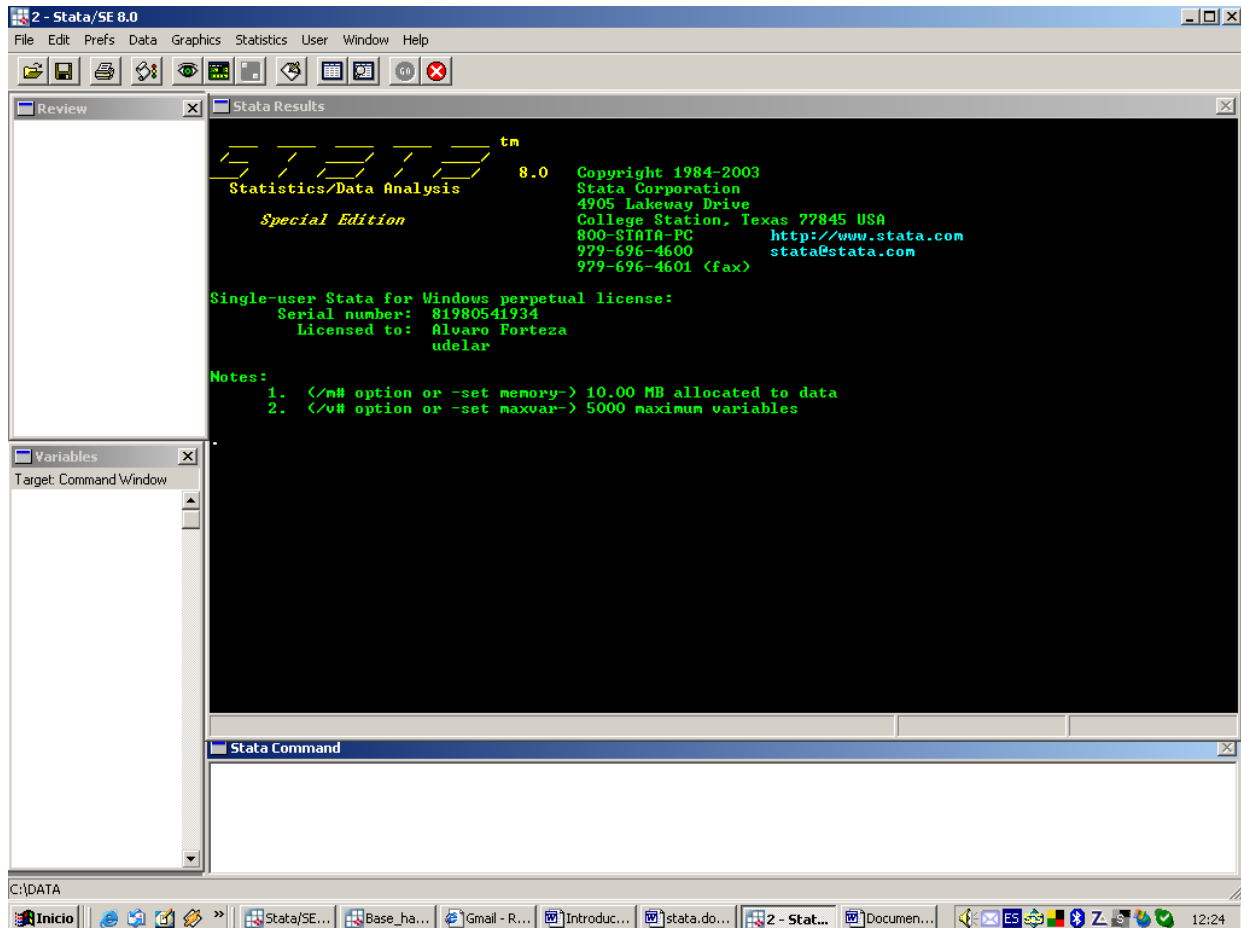 2 - Stata/SE 8.0
File Edit Prefs Data Graphics Statistics User Window Help
GO
Review
Stata Results
STATA tm
8.0 Copyright 1984-2003
Statistics/Data Analysis Stata Corporation
4905 Lakeway Drive
Special Edition College Station, Texas 77845 USA
800-STATA-PC http://www.stata.com
979-696-4600 stata@stata.com
979-696-4601 (fax)
Single-user Stata for Windows perpetual license:
Serial number: 81980541934
Licensed to: Alvaro Forteza
udelar
Notes:
1. (/m# option or -set memory-) 10.00 MB allocated to data
2. (/v# option or -set maxvar-) 5000 maximum variables
.
Variables
Target: Command Window
Stata Command
C:\DATA
Inicio » Stata/SE... Base_ha... Gmail - R... Introduc... stata.do... 2 - Stat... Documen... ES 12:24